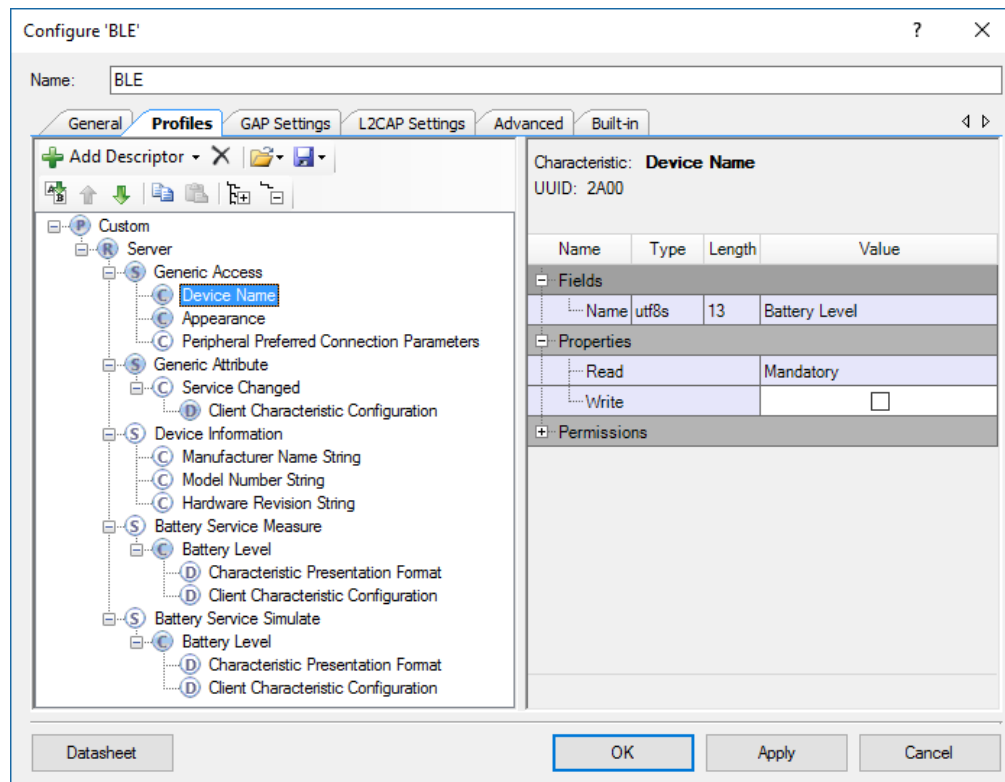 Configure 'BLE'
?
Name:
BLE
General
Profiles
GAP Settings
L2CAP Settings
Advanced
Built-in
Add Descriptor
Characteristic: Device Name
UUID: 2A00
P Custom
R Server
S Generic Access
C Device Name
C Appearance
C Peripheral Preferred Connection Parameters
S Generic Attribute
C Service Changed
D Client Characteristic Configuration
S Device Information
C Manufacturer Name String
C Model Number String
C Hardware Revision String
S Battery Service Measure
C Battery Level
D Characteristic Presentation Format
D Client Characteristic Configuration
S Battery Service Simulate
C Battery Level
D Characteristic Presentation Format
D Client Characteristic Configuration
Name Type Length Value
Fields
Name utf8s 13 Battery Level
Properties
Read Mandatory
Write
Permissions
Datasheet
OK
Apply
Cancel